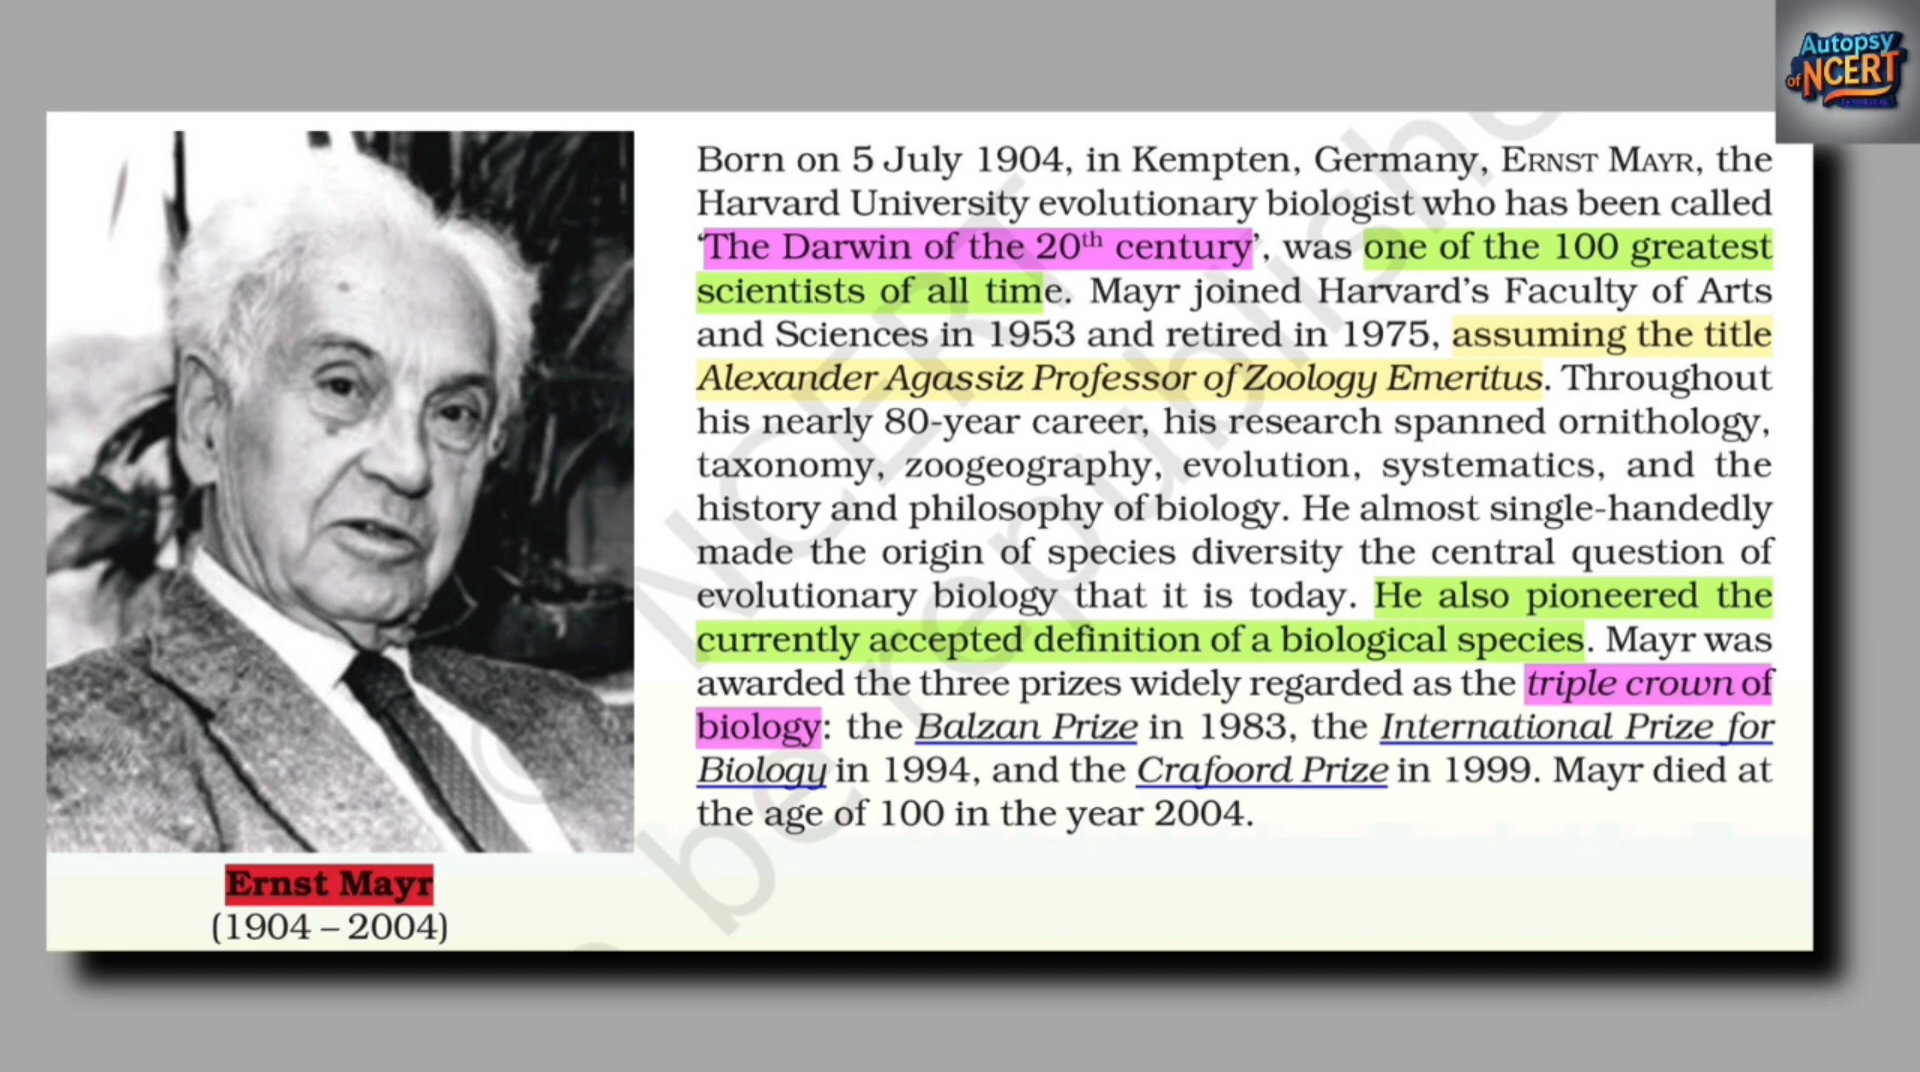 Autopsy
of NCERT
Born on 5 July 1904, in Kempten, Germany, ERNST MAYR, the
Harvard University evolutionary biologist who has been called
‘The Darwin of the 20th century’, was one of the 100 greatest
scientists of all time. Mayr joined Harvard’s Faculty of Arts
and Sciences in 1953 and retired in 1975, assuming the title
Alexander Agassiz Professor of Zoology Emeritus. Throughout
his nearly 80-year career, his research spanned ornithology,
taxonomy, zoogeography, evolution, systematics, and the
history and philosophy of biology. He almost single-handedly
made the origin of species diversity the central question of
evolutionary biology that it is today. He also pioneered the
currently accepted definition of a biological species. Mayr was
awarded the three prizes widely regarded as the triple crown of
biology: the Balzan Prize in 1983, the International Prize for
Biology in 1994, and the Crafoord Prize in 1999. Mayr died at
the age of 100 in the year 2004.
Ernst Mayr
(1904 – 2004)
© NCERT
be republishe